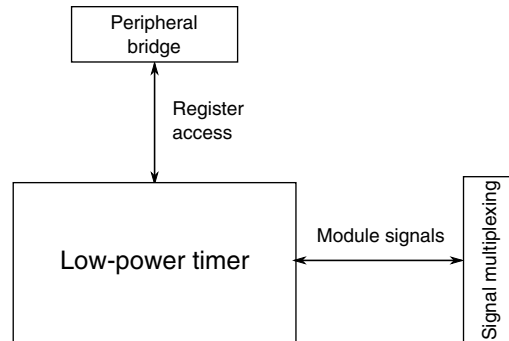 Peripheral
bridge
Register
access
Low-power timer
Module signals
Signal multiplexing